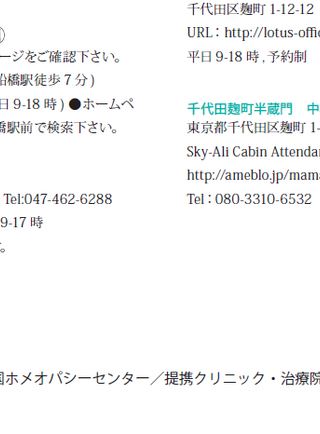 ージをご確認下さい。
船橋駅徒歩 7 分 )
日 9-18 時 ) ●ホームペ
橋駅前で検索下さい。
Tel:047-462-6288
9-17 時
千代田区麹町 1-12-12
URL : http://lotus-offic
平日 9-18 時 , 予約制
千代田麹町半蔵門 中
東京都千代田区麹町 1-
Sky-Ali Cabin Attendan
http://ameblo.jp/mama
Tel : 080-3310-6532
国ホメオパシーセンター／提携クリニック・治療院